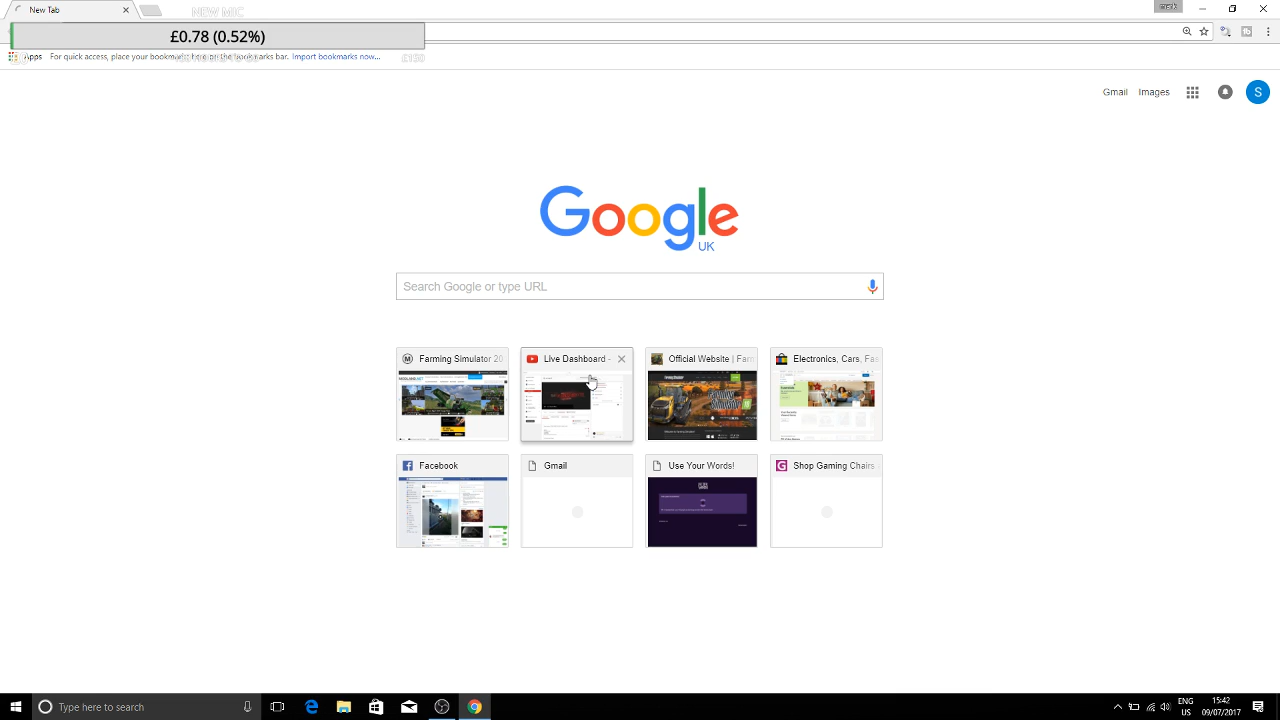 New Tab
NEW MIC
£0.78 (0.52%)
£150
Apps For quick access, place your bookmarks here on the bookmarks bar. Import bookmarks now...
Gmail Images S
Google
UK
Search Google or type URL
Farming Simulator 20
Live Dashboard -
Official Website | Farm
Electronics, Cars, Fas
Facebook
Gmail
Use Your Words!
Shop Gaming Chairs
Type here to search
ENG
US
15:42
09/07/2017